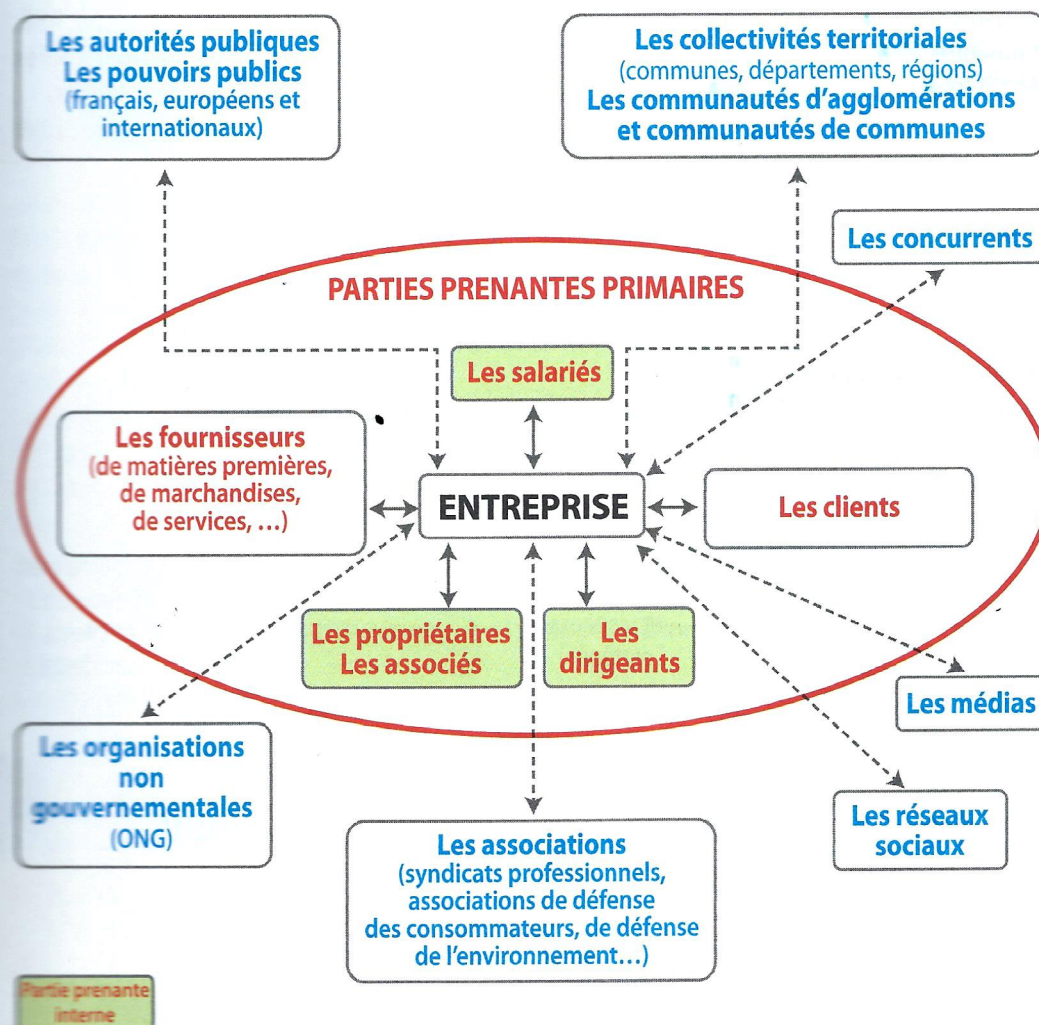 Les autorités publiques
Les pouvoirs publics
(français, européens et
internationaux)
Les collectivités territoriales
(communes, départements, régions)
Les communautés d'agglomérations
et communautés de communes
Les concurrents
PARTIES PRENANTES PRIMAIRES
Les salariés
Les fournisseurs
(de matières premières,
de marchandises,
de services, ...)
ENTREPRISE
Les clients
Les propriétaires
Les associés
Les
dirigeants
Les médias
Les organisations
non
gouvernementales
(ONG)
Les réseaux
sociaux
Les associations
(syndicats professionnels,
associations de défense
des consommateurs, de défense
de l'environnement...)
Partie prenante
interne